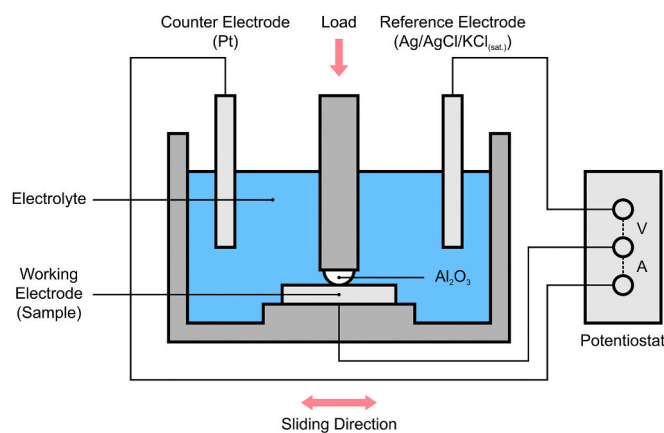 Counter Electrode
(Pt)
Load
Reference Electrode
(Ag/AgCl/KCl(sat.))
Electrolyte
Working
Electrode
(Sample)
Al₂O₃
V
A
Potentiostat
Sliding Direction